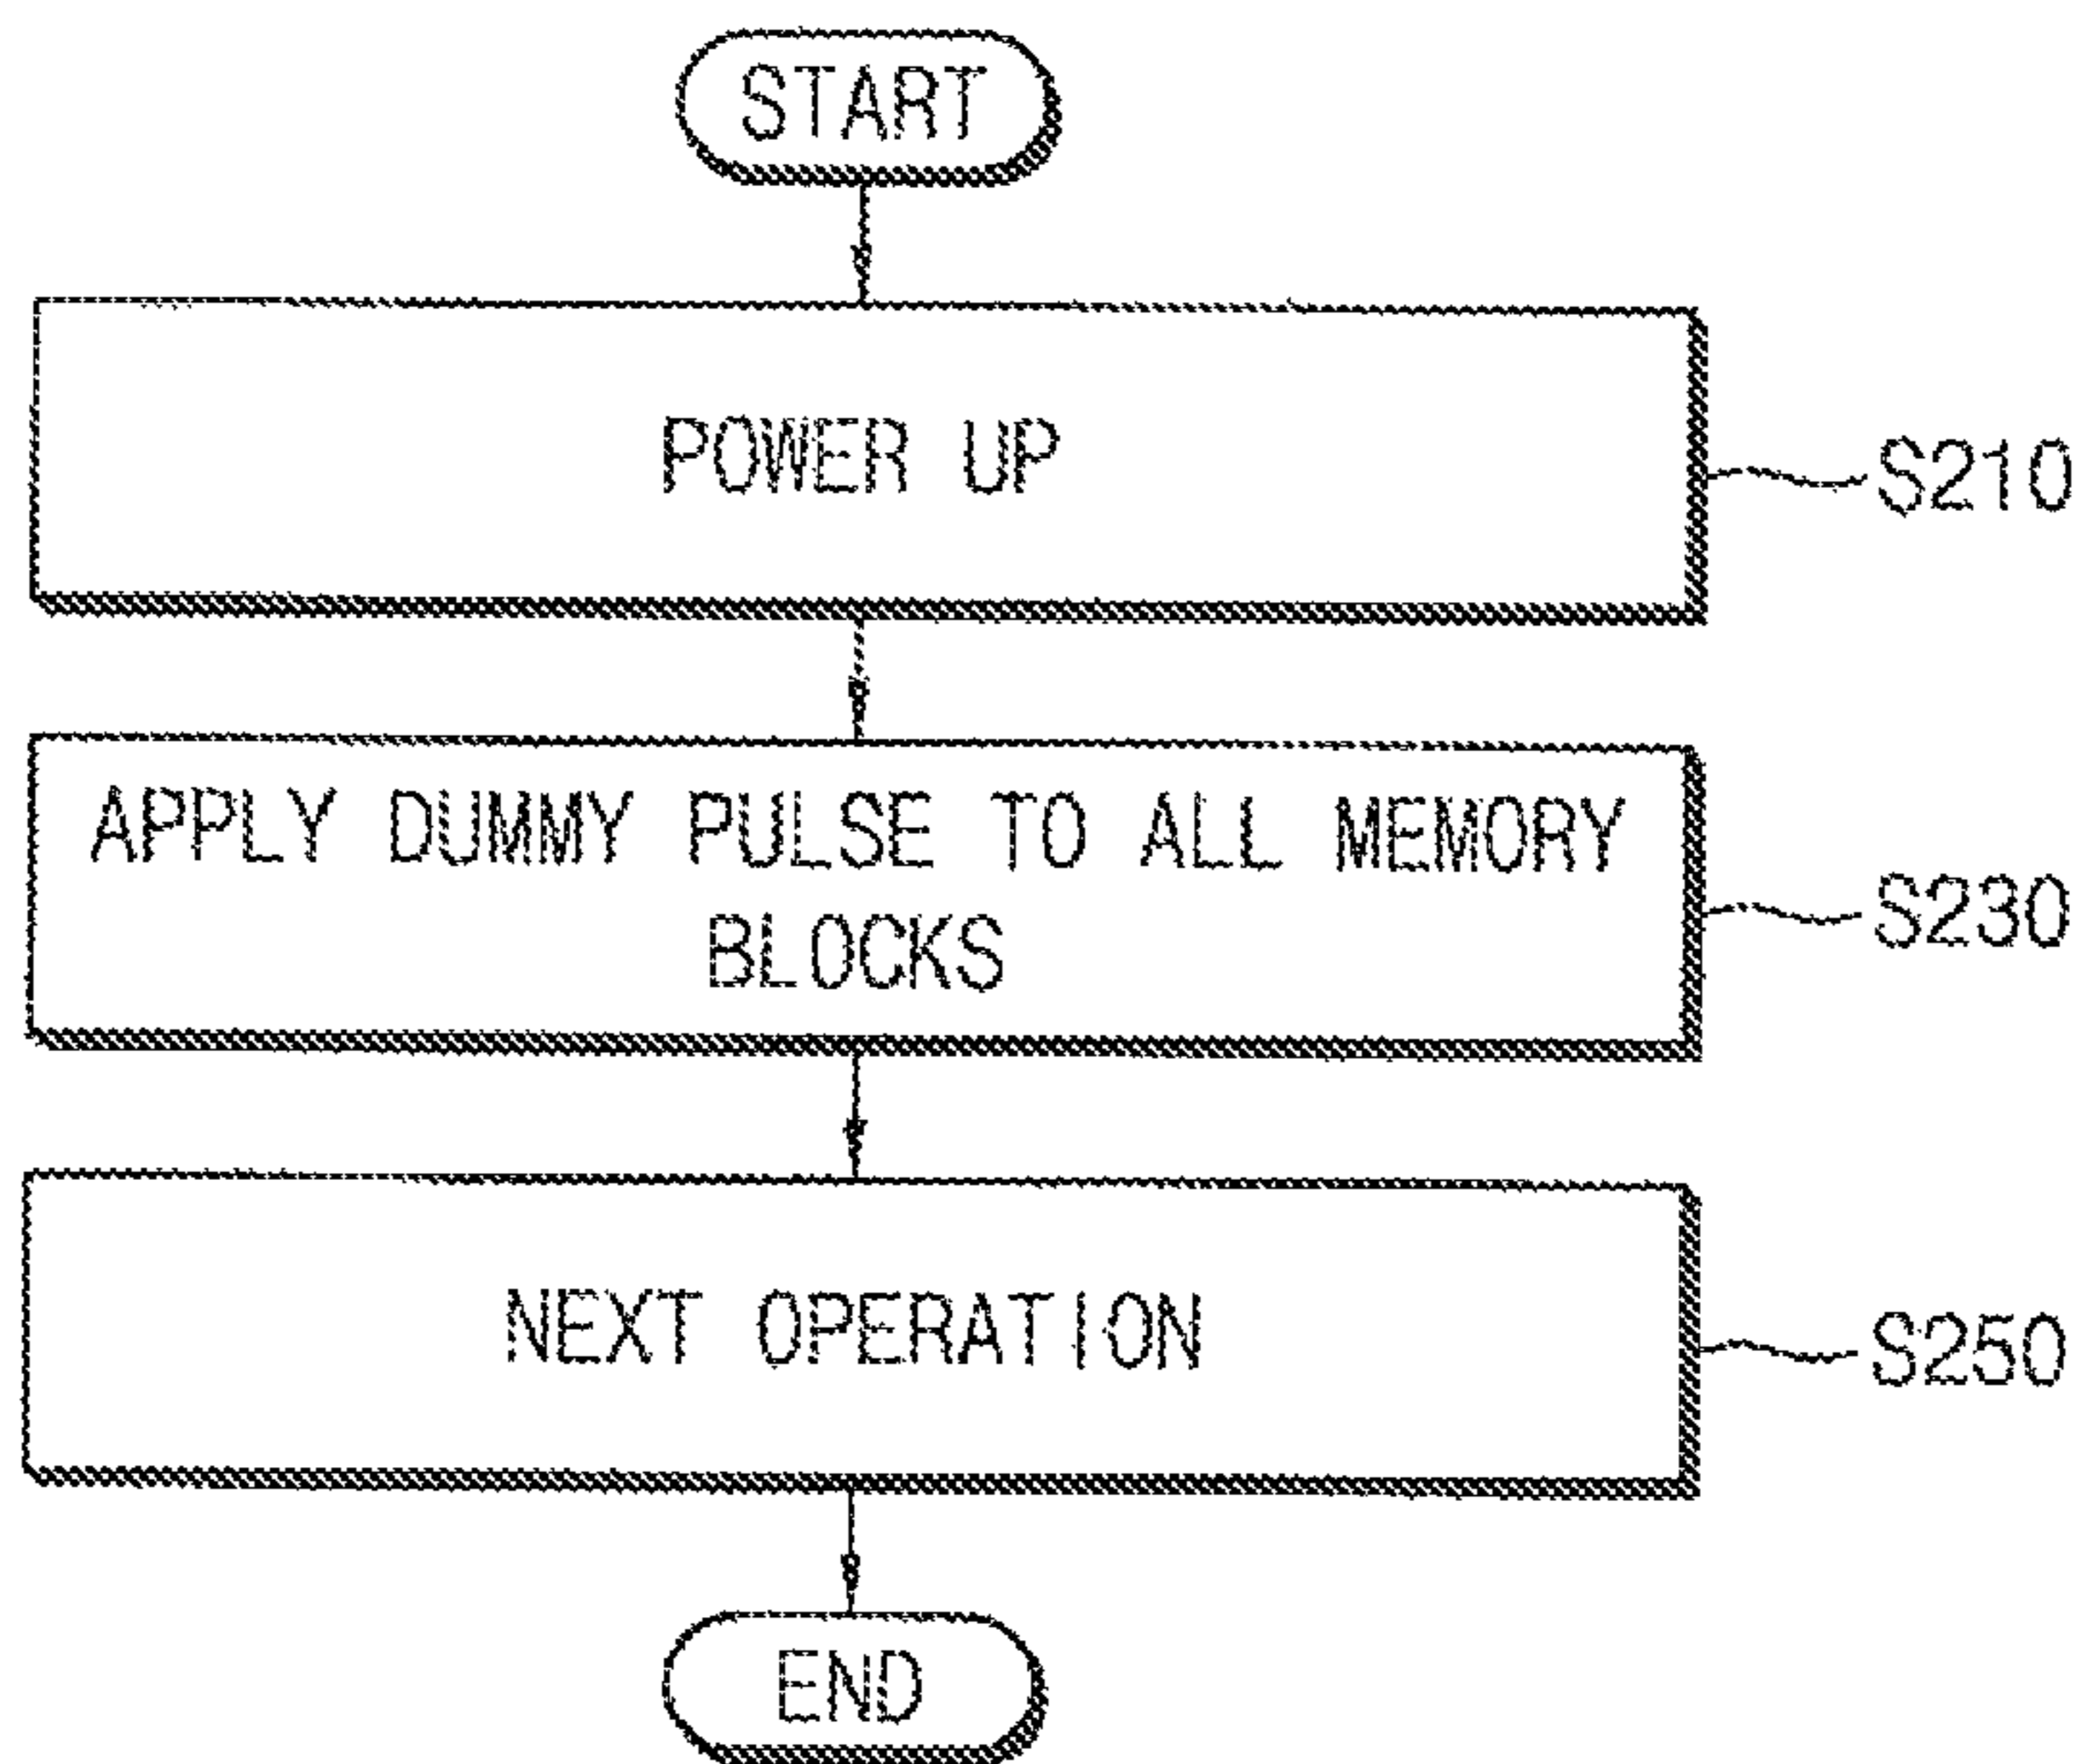 START
POWER UP
S210
APPLY DUMMY PULSE TO ALL MEMORY
BLOCKS
S230
NEXT OPERATION
S250
END